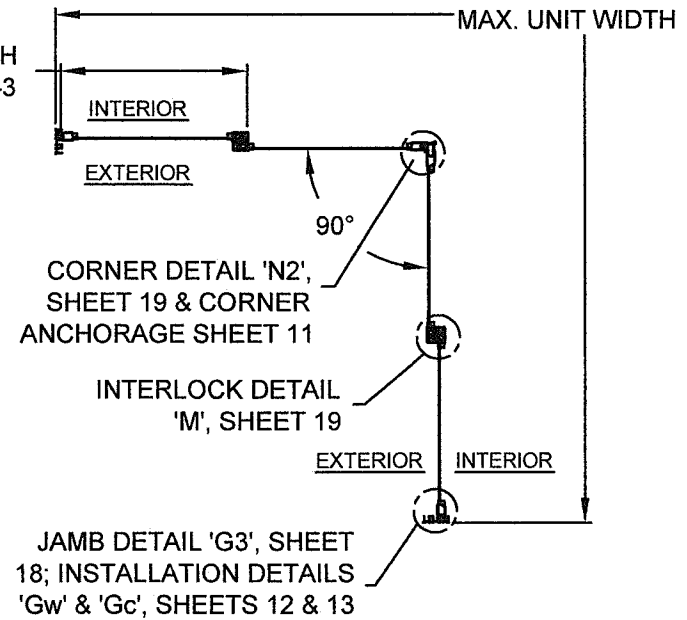 MAX. UNIT WIDTH
H
43
INTERIOR
EXTERIOR
90°
CORNER DETAIL 'N2',
SHEET 19 & CORNER
ANCHORAGE SHEET 11
INTERLOCK DETAIL
'M', SHEET 19
EXTERIOR INTERIOR
JAMB DETAIL 'G3', SHEET
18; INSTALLATION DETAILS
'Gw' & 'Gc', SHEETS 12 & 13